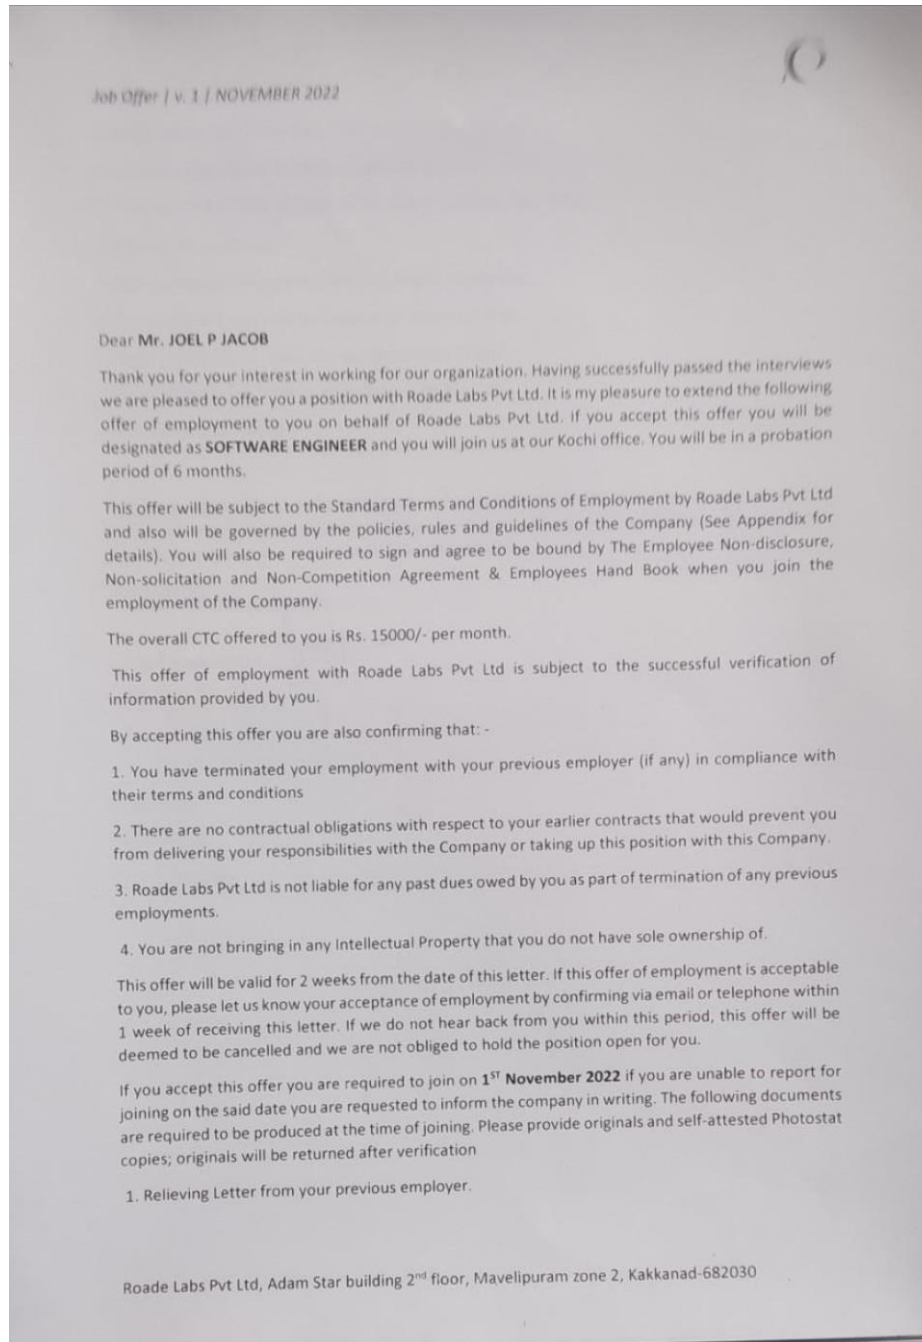 Job Offer / v. 1 / NOVEMBER 2022
Dear Mr. JOEL P JACOB
Thank you for your interest in working for our organization. Having successfully passed the interviews
we are pleased to offer you a position with Roade Labs Pvt Ltd. It is my pleasure to extend the following
offer of employment to you on behalf of Roade Labs Pvt Ltd. if you accept this offer you will be
designated as SOFTWARE ENGINEER and you will join us at our Kochi office. You will be in a probation
period of 6 months.
This offer will be subject to the Standard Terms and Conditions of Employment by Roade Labs Pvt Ltd
and also will be governed by the policies, rules and guidelines of the Company (See Appendix for
details). You will also be required to sign and agree to be bound by The Employee Non-disclosure,
Non-solicitation and Non-Competition Agreement & Employees Hand Book when you join the
employment of the Company.
The overall CTC offered to you is Rs. 15000/- per month.
This offer of employment with Roade Labs Pvt Ltd is subject to the successful verification of
information provided by you.
By accepting this offer you are also confirming that: -
1. You have terminated your employment with your previous employer (if any) in compliance with
their terms and conditions
2. There are no contractual obligations with respect to your earlier contracts that would prevent you
from delivering your responsibilities with the Company or taking up this position with this Company.
3. Roade Labs Pvt Ltd is not liable for any past dues owed by you as part of termination of any previous
employments.
4. You are not bringing in any Intellectual Property that you do not have sole ownership of.
This offer will be valid for 2 weeks from the date of this letter. If this offer of employment is acceptable
to you, please let us know your acceptance of employment by confirming via email or telephone within
1 week of receiving this letter. If we do not hear back from you within this period, this offer will be
deemed to be cancelled and we are not obliged to hold the position open for you.
If you accept this offer you are required to join on 1ST November 2022 if you are unable to report for
joining on the said date you are requested to inform the company in writing. The following documents
are required to be produced at the time of joining. Please provide originals and self-attested Photostat
copies; originals will be returned after verification
1. Relieving Letter from your previous employer.
Roade Labs Pvt Ltd, Adam Star building 2nd floor, Mavelipuram zone 2, Kakkanad-682030